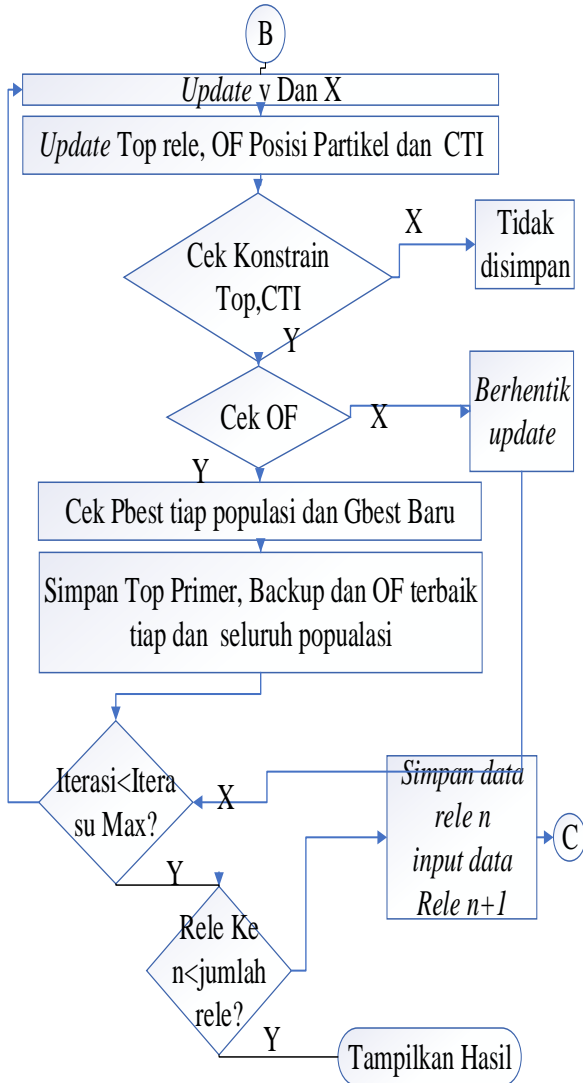 B
Update v Dan X
Update Top rele, OF Posisi Partikel dan CTI
Cek Konstrain
Top,CTI
X
Tidak
disimpan
Y
Cek OF
X
Berhentik
update
Y
Cek Pbest tiap populasi dan Gbest Baru
Simpan Top Primer, Backup dan OF terbaik
tiap dan seluruh popualasi
Iterasi<Itera
su Max?
X
Simpan data
rele n
input data
Rele n+1
C
Y
Rele Ke
n<jumlah
rele?
Y
Tampilkan Hasil